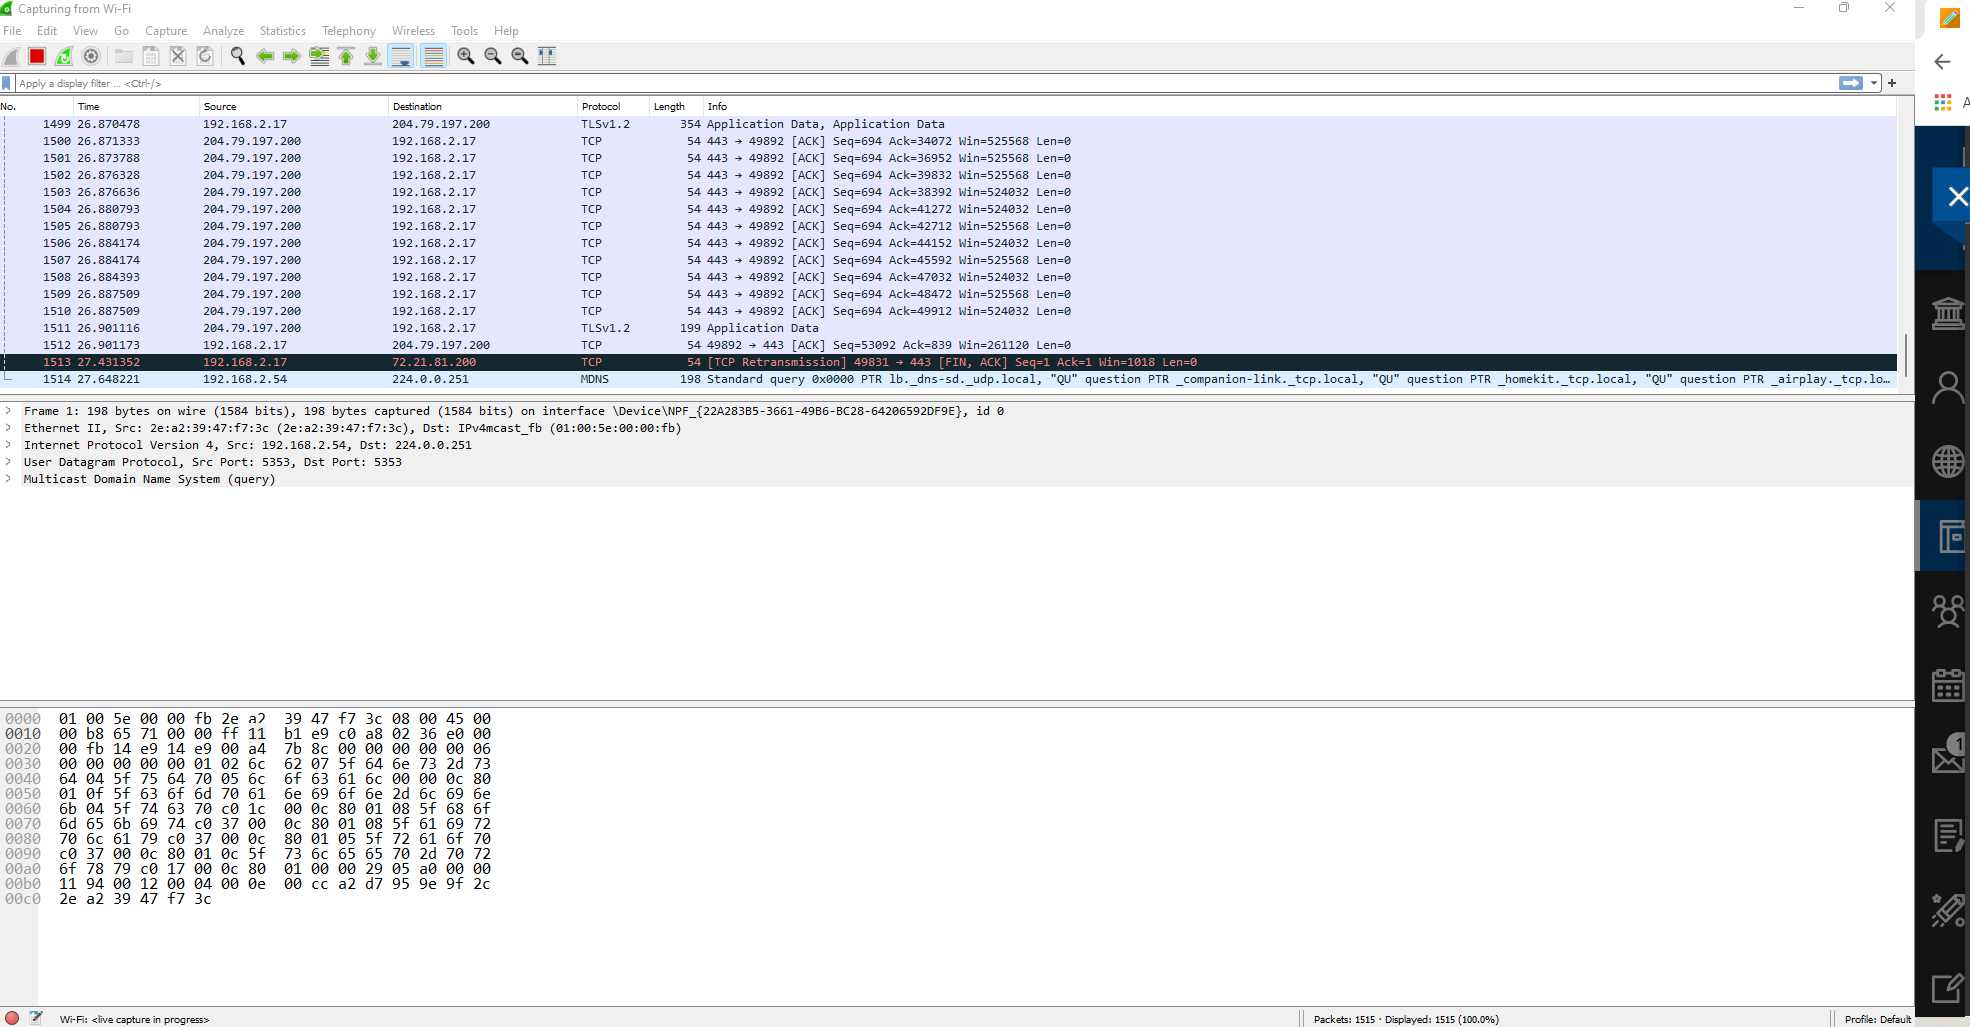 Capturing from Wi-Fi
File Edit View Go Capture Analyze Statistics Telephony Wireless Tools Help
Apply a display filter ... <Ctrl-/>
No. Time Source Destination Protocol Length Info
1499 26.870478 192.168.2.17 204.79.197.200 TLSv1.2 354 Application Data, Application Data
1500 26.871333 204.79.197.200 192.168.2.17 TCP 54 443 → 49892 [ACK] Seq=694 Ack=34072 Win=525568 Len=0
1501 26.873788 204.79.197.200 192.168.2.17 TCP 54 443 → 49892 [ACK] Seq=694 Ack=36952 Win=525568 Len=0
1502 26.876328 204.79.197.200 192.168.2.17 TCP 54 443 → 49892 [ACK] Seq=694 Ack=39832 Win=525568 Len=0
1503 26.876636 204.79.197.200 192.168.2.17 TCP 54 443 → 49892 [ACK] Seq=694 Ack=38392 Win=524032 Len=0
1504 26.880793 204.79.197.200 192.168.2.17 TCP 54 443 → 49892 [ACK] Seq=694 Ack=41272 Win=524032 Len=0
1505 26.880793 204.79.197.200 192.168.2.17 TCP 54 443 → 49892 [ACK] Seq=694 Ack=42712 Win=525568 Len=0
1506 26.884174 204.79.197.200 192.168.2.17 TCP 54 443 → 49892 [ACK] Seq=694 Ack=44152 Win=524032 Len=0
1507 26.884174 204.79.197.200 192.168.2.17 TCP 54 443 → 49892 [ACK] Seq=694 Ack=45592 Win=525568 Len=0
1508 26.884393 204.79.197.200 192.168.2.17 TCP 54 443 → 49892 [ACK] Seq=694 Ack=47032 Win=524032 Len=0
1509 26.887509 204.79.197.200 192.168.2.17 TCP 54 443 → 49892 [ACK] Seq=694 Ack=48472 Win=525568 Len=0
1510 26.887509 204.79.197.200 192.168.2.17 TCP 54 443 → 49892 [ACK] Seq=694 Ack=49912 Win=524032 Len=0
1511 26.901116 204.79.197.200 192.168.2.17 TLSv1.2 199 Application Data
1512 26.901173 192.168.2.17 204.79.197.200 TCP 54 49892 → 443 [ACK] Seq=53092 Ack=839 Win=261120 Len=0
1513 27.431352 192.168.2.17 72.21.81.200 TCP 54 [TCP Retransmission] 49831 → 443 [FIN, ACK] Seq=1 Ack=1 Win=1018 Len=0
1514 27.648221 192.168.2.54 224.0.0.251 MDNS 198 Standard query 0x0000 PTR lb._dns-sd._udp.local, "QU" question PTR _companion-link._tcp.local, "QU" question PTR _homekit._tcp.local, "QU" question PTR _airplay._tcp.lo…
Frame 1: 198 bytes on wire (1584 bits), 198 bytes captured (1584 bits) on interface \Device\NPF_{22A283B5-3661-49B6-BC28-64206592DF9E}, id 0
Ethernet II, Src: 2e:a2:39:47:f7:3c (2e:a2:39:47:f7:3c), Dst: IPv4mcast_fb (01:00:5e:00:00:fb)
Internet Protocol Version 4, Src: 192.168.2.54, Dst: 224.0.0.251
User Datagram Protocol, Src Port: 5353, Dst Port: 5353
Multicast Domain Name System (query)
0000 01 00 5e 00 00 fb 2e a2 39 47 f7 3c 08 00 45 00
0010 00 b8 65 71 00 00 ff 11 b1 e9 c0 a8 02 36 e0 00
0020 00 fb 14 e9 14 e9 00 a4 7b 8c 00 00 00 00 00 06
0030 00 00 00 00 00 01 02 6c 62 07 5f 64 6e 73 2d 73
0040 64 04 5f 75 64 70 05 6c 6f 63 61 6c 00 00 0c 80
0050 01 0f 5f 63 6f 6d 70 61 6e 69 6f 6e 2d 6c 69 6e
0060 6b 04 5f 74 63 70 c0 1c 00 0c 80 01 08 5f 68 6f
0070 6d 65 6b 69 74 c0 37 00 0c 80 01 08 5f 61 69 72
0080 70 6c 61 79 c0 37 00 0c 80 01 05 5f 72 61 6f 70
0090 c0 37 00 0c 80 01 0c 5f 73 6c 65 65 70 2d 70 72
00a0 6f 78 79 c0 17 00 0c 80 01 00 00 29 05 a0 00 00
00b0 11 94 00 12 00 04 00 0e 00 cc a2 d7 95 9e 9f 2c
00c0 2e a2 39 47 f7 3c
1
Wi-Fi: <live capture in progress> Packets: 1515 · Displayed: 1515 (100.0%) Profile: Default